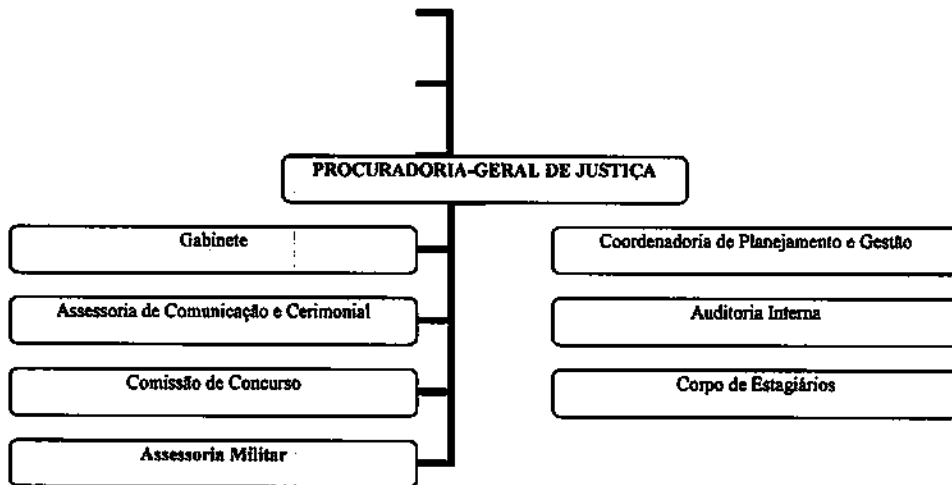 PROCURADORIA-GERAL DE JUSTIÇA
Gabinete
Coordenadoria de Planejamento e Gestão
Assessoria de Comunicação e Cerimonial
Auditoria Interna
Comissão de Concurso
Corpo de Estagiários
Assessoria Militar